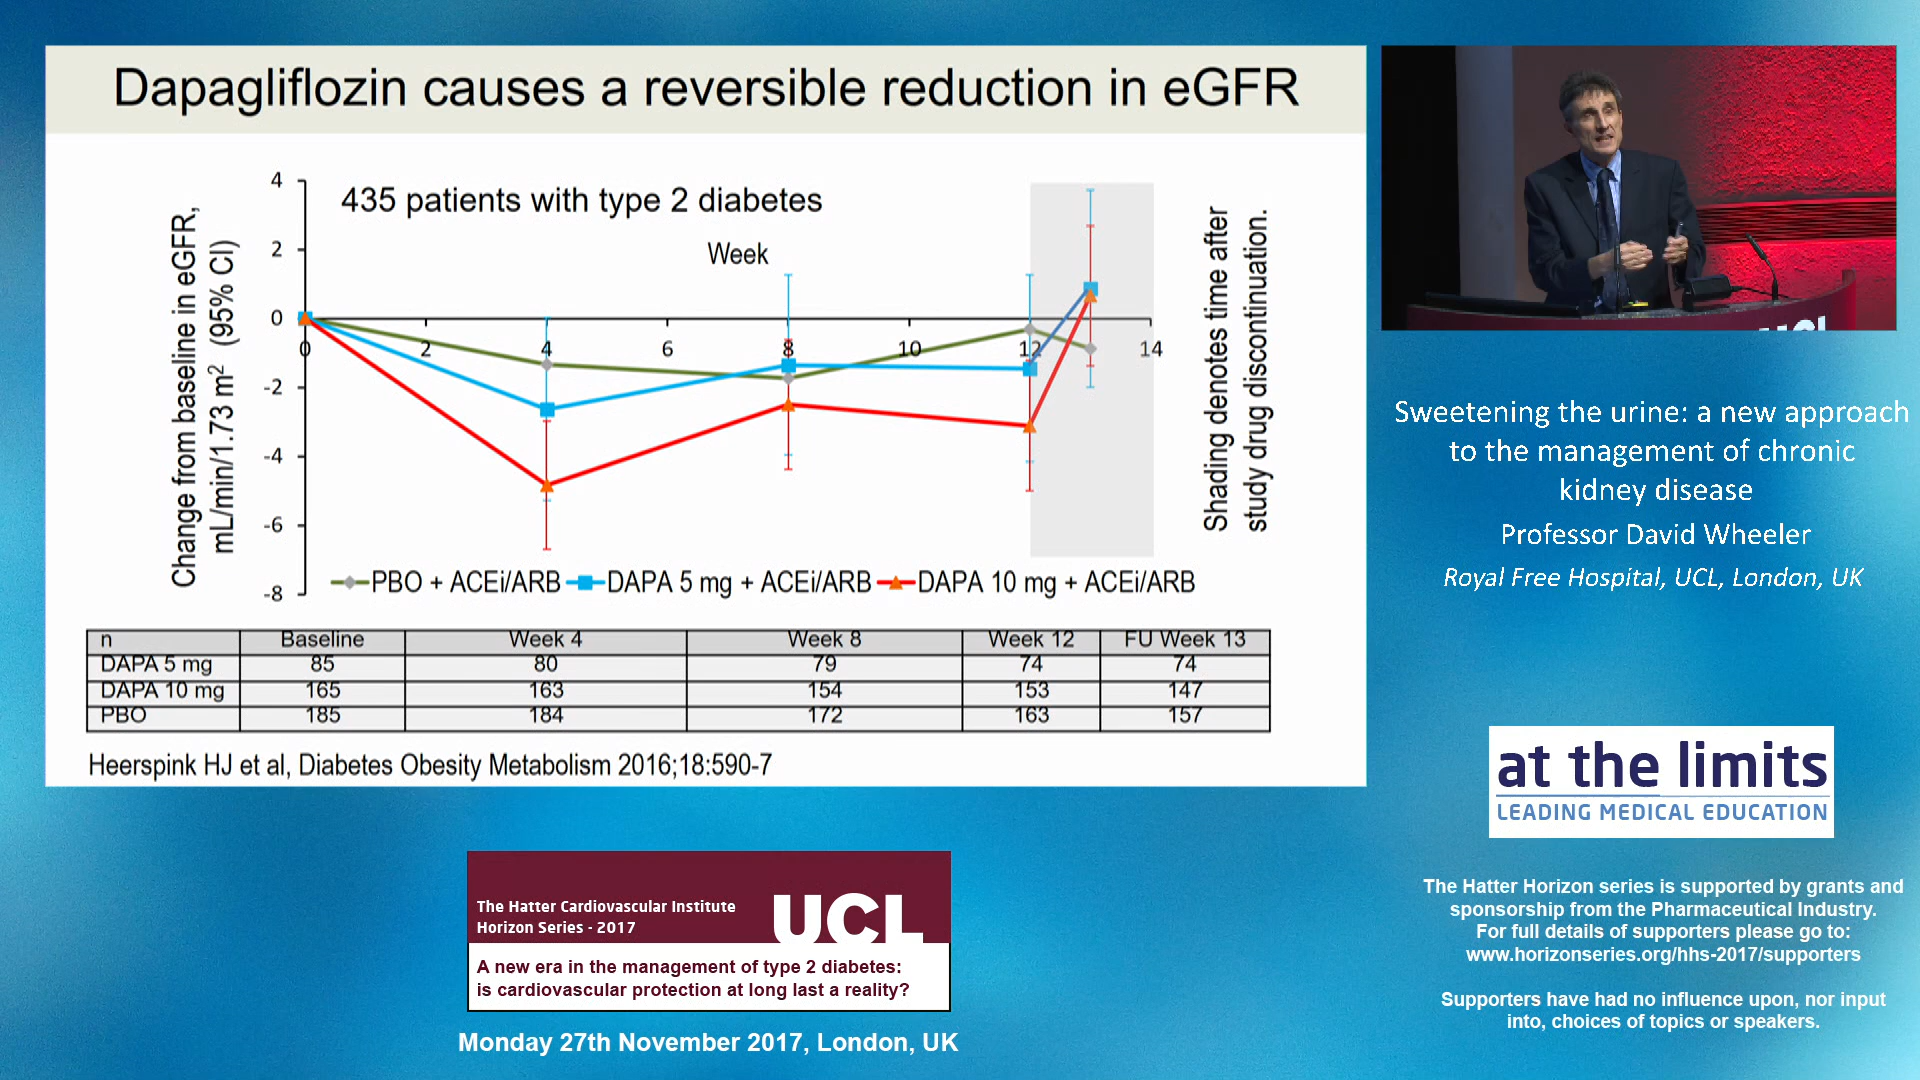 Dapagliflozin causes a reversible reduction in eGFR
435 patients with type 2 diabetes
Week
Change from baseline in eGFR,
mL/min/1.73 m² (95% CI)
4
2
0
-2
-4
-6
-8
0 2 4 6 8 10 12 14
Shading denotes time after
study drug discontinuation.
PBO + ACEi/ARB DAPA 5 mg + ACEi/ARB DAPA 10 mg + ACEi/ARB
n Baseline Week 4 Week 8 Week 12 FU Week 13
DAPA 5 mg 85 80 79 74 74
DAPA 10 mg 165 163 154 153 147
PBO 185 184 172 163 157
Heerspink HJ et al, Diabetes Obesity Metabolism 2016;18:590-7
UCL
Sweetening the urine: a new approach
to the management of chronic
kidney disease
Professor David Wheeler
Royal Free Hospital, UCL, London, UK
at the limits
LEADING MEDICAL EDUCATION
The Hatter Horizon series is supported by grants and
sponsorship from the Pharmaceutical Industry.
For full details of supporters please go to:
www.horizonseries.org/hhs-2017/supporters
Supporters have had no influence upon, nor input
into, choices of topics or speakers.
The Hatter Cardiovascular Institute
Horizon Series - 2017
UCL
A new era in the management of type 2 diabetes:
is cardiovascular protection at long last a reality?
Monday 27th November 2017, London, UK